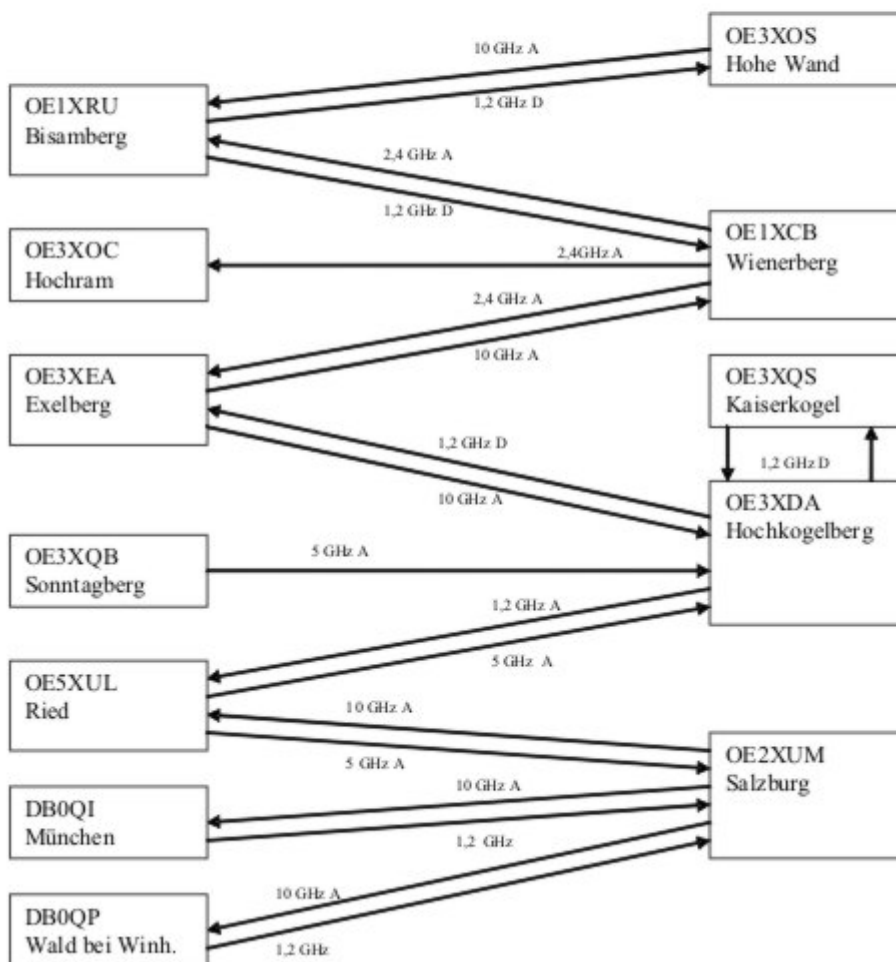 10 GHz A
OE3XOS
Hohe Wand
OE1XRU
Bisamberg
1,2 GHz D
2,4 GHz A
1,2 GHz D
OE1XCB
Wienerberg
OE3XOC
Hochram
2,4GHz A
2,4 GHz A
10 GHz A
OE3XEA
Exelberg
OE3XQS
Kaiserkogel
1,2 GHz D
1,2 GHz D
10 GHz A
OE3XDA
Hochkogelberg
OE3XQB
Sonntagberg
5 GHz A
1,2 GHz A
5 GHz A
OE5XUL
Ried
10 GHz A
5 GHz A
OE2XUM
Salzburg
DB0QI
München
10 GHz A
1,2 GHz
10 GHz A
DB0QP
Wald bei Winh.
1,2 GHz